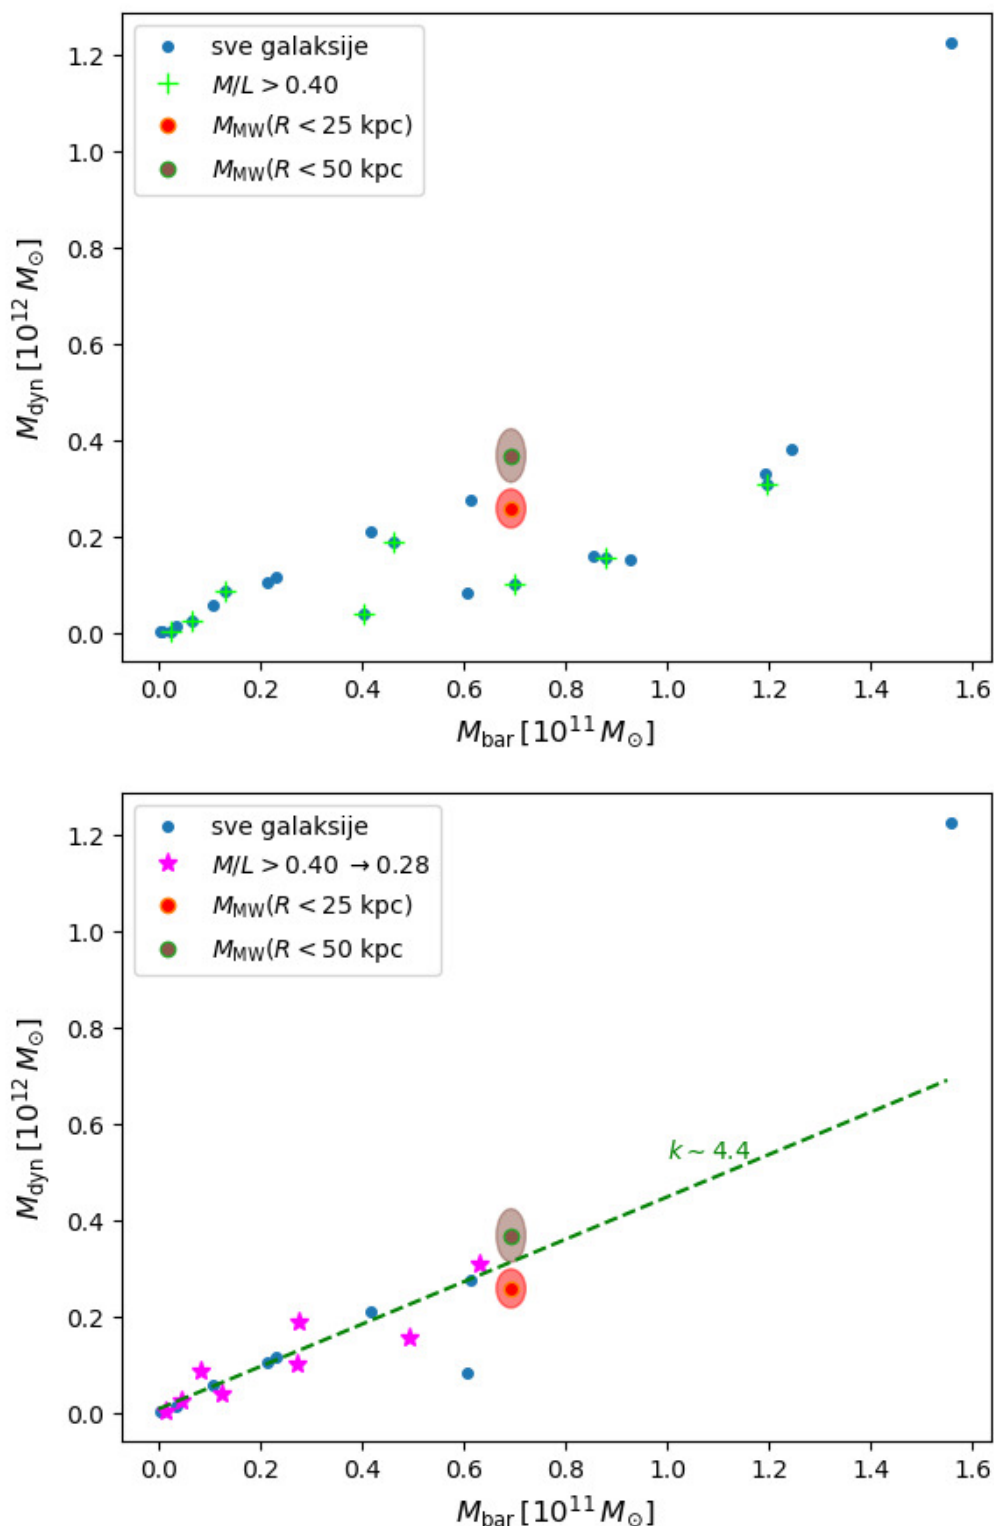 sve galaksije
M/L > 0.40
M_MW(R < 25 kpc)
M_MW(R < 50 kpc
1.2
1.0
0.8
0.6
0.4
0.2
0.0
M_dyn [10^12 M_⊙]
0.0 0.2 0.4 0.6 0.8 1.0 1.2 1.4 1.6
M_bar [10^11 M_⊙]
sve galaksije
M/L > 0.40 → 0.28
M_MW(R < 25 kpc)
M_MW(R < 50 kpc
1.2
1.0
0.8
0.6
0.4
0.2
0.0
M_dyn [10^12 M_⊙]
k ~ 4.4
0.0 0.2 0.4 0.6 0.8 1.0 1.2 1.4 1.6
M_bar [10^11 M_⊙]